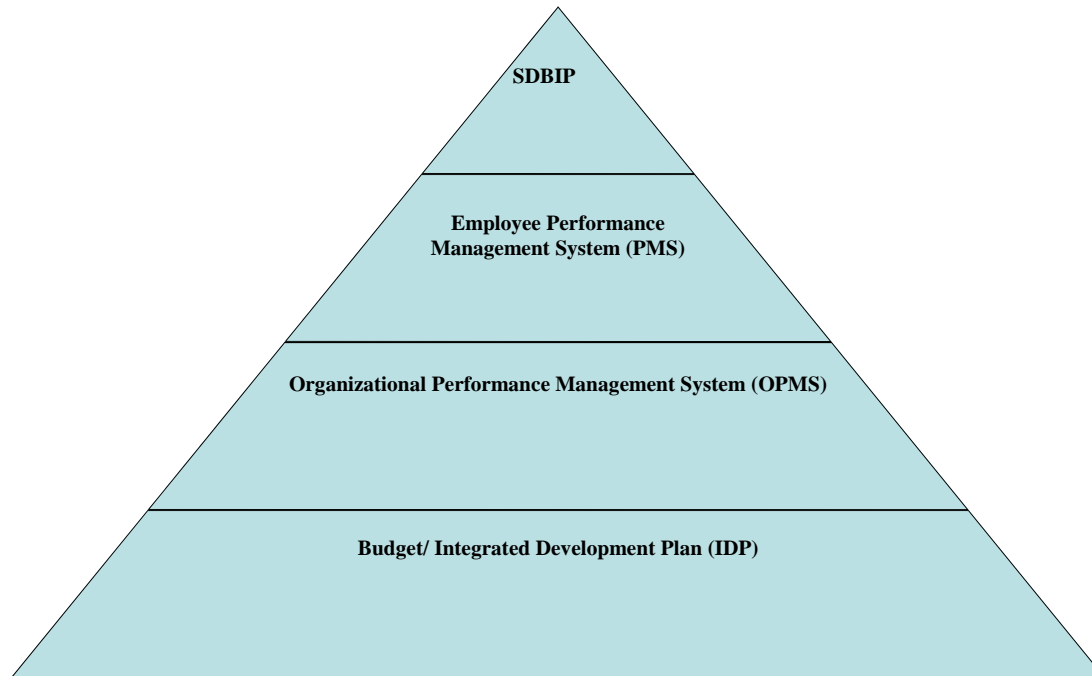 SDBIP
Employee Performance
Management System (PMS)
Organizational Performance Management System (OPMS)
Budget/ Integrated Development Plan (IDP)